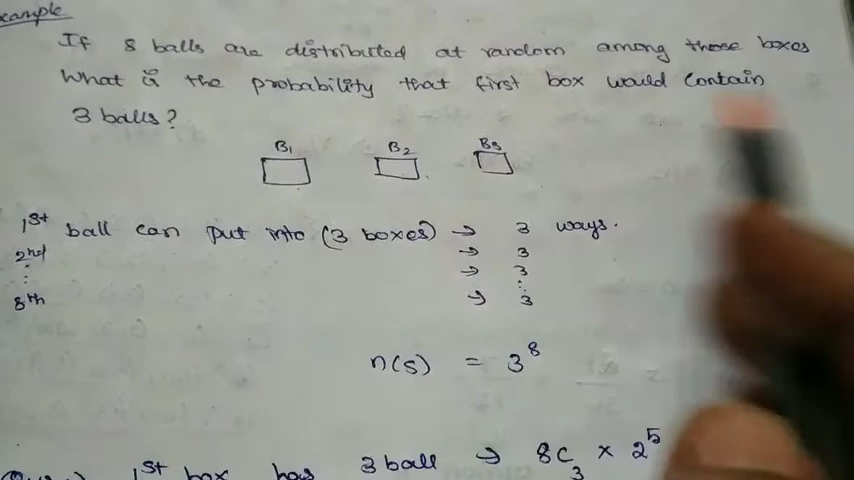 Example
If 8 balls are distributed at random among those boxes
What is the probability that first box would contain
3 balls?
B1 B2 B3
1st ball can put into (3 boxes) → 3 ways.
2nd → 3
: → 3
: :
8th → 3
n(s) = 3^8
1st box has 3 ball → 8C3 × 2^5